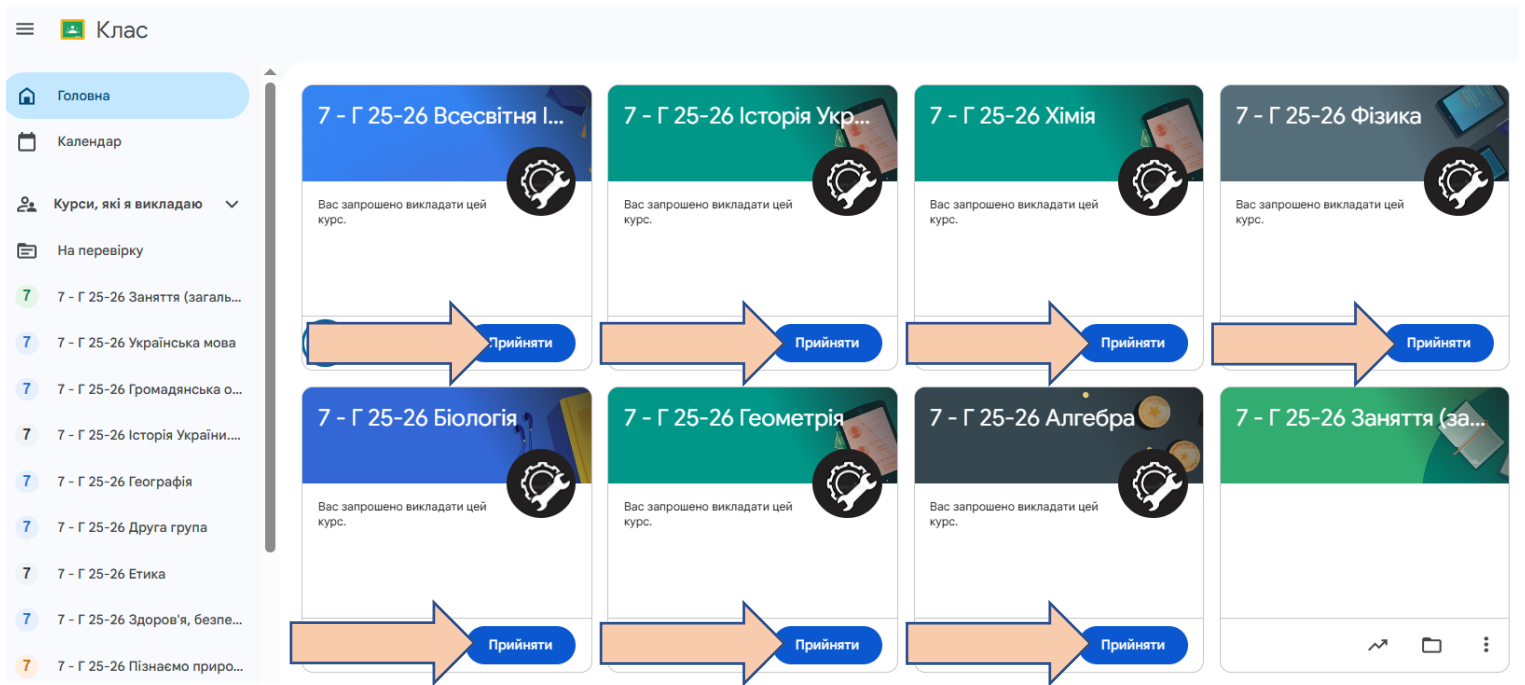 Клас
Головна
Календар
Курси, які я викладаю
На перевірку
7 7 - Г 25-26 Заняття (загаль...
7 7 - Г 25-26 Українська мова
7 7 - Г 25-26 Громадянська о...
7 7 - Г 25-26 Історія України....
7 7 - Г 25-26 Географія
7 7 - Г 25-26 Друга група
7 7 - Г 25-26 Етика
7 7 - Г 25-26 Здоров'я, безпе...
7 7 - Г 25-26 Пізнаємо приро...
7 - Г 25-26 Всесвітня І...
Вас запрошено викладати цей
курс.
Прийняти
7 - Г 25-26 Історія Укр...
Вас запрошено викладати цей
курс.
Прийняти
7 - Г 25-26 Хімія
Вас запрошено викладати цей
курс.
Прийняти
7 - Г 25-26 Фізика
Вас запрошено викладати цей
курс.
Прийняти
7 - Г 25-26 Біологія
Вас запрошено викладати цей
курс.
Прийняти
7 - Г 25-26 Геометрія
Вас запрошено викладати цей
курс.
Прийняти
7 - Г 25-26 Алгебра
Вас запрошено викладати цей
курс.
Прийняти
7 - Г 25-26 Заняття (за...